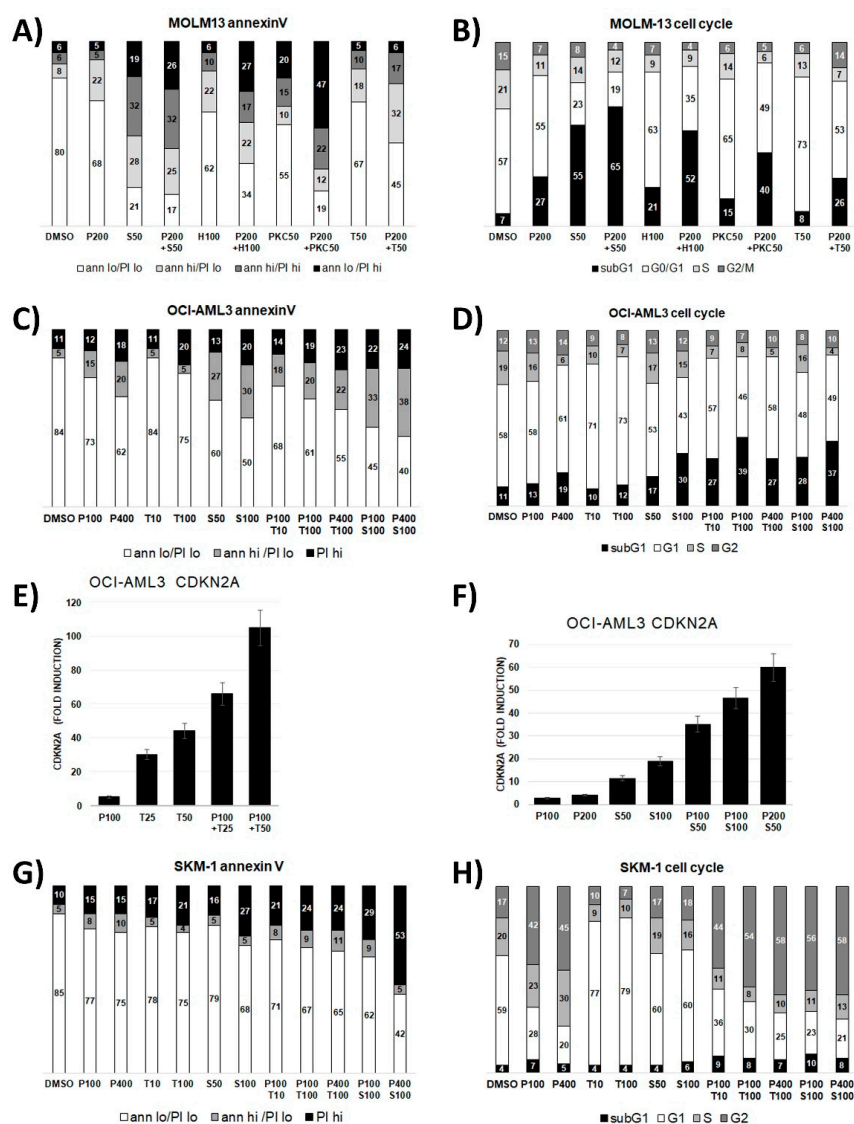 A)
MOLM13 annexinV
6 5 19 26 6 27 20 47 5 6
6 5 32 32 10 17 15 22 10 17
8 22 28 25 22 22 10 12 18 32
80 68 21 17 62 34 55 19 67 45
DMSO P200 S50 P200 H100 P200 PKC50 P200 T50 P200
+S50 +H100 +PKC50 +T50
ann lo/PI lo ann hi/PI lo ann hi/PI hi ann lo/PI hi
B)
MOLM-13 cell cycle
15 7 8 4 7 4 6 5 6 14
21 11 14 12 9 9 14 6 13 7
57 55 23 19 63 35 65 49 73 53
7 27 55 65 21 52 15 40 8 26
DMSO P200 S50 P200 H100 P200 PKC50 P200 T50 P200
+S50 +H100 +PKC50 +T50
subG1 G0/G1 S G2/M
C)
OCI-AML3 annexinV
11 12 18 11 20 13 20 14 19 23 22 24
5 15 20 5 5 27 30 18 20 22 33 38
84 73 62 84 75 60 50 68 61 55 45 40
DMSO P100 P400 T10 T100 S50 S100 P100 P100 P400 P100 P400
T10 T100 T100 S100 S100
ann lo/PI lo ann hi /PI lo PI hi
D)
OCI-AML3 cell cycle
12 13 14 9 8 13 12 9 7 10 8 10
19 16 6 10 7 17 15 7 8 5 16 4
58 58 61 71 73 53 43 57 46 58 48 49
11 13 19 10 12 17 30 27 39 27 28 37
DMSO P100 P400 T10 T100 S50 S100 P100 P100 P400 P100 P400
T10 T100 T100 S100 S100
subG1 G1 S G2
E)
OCI-AML3 CDKN2A
CDKN2A (FOLD INDUCTION)
120
100
80
60
40
20
0
P100 T25 T50 P100 P100
+T25 +T50
F)
OCI-AML3 CDKN2A
CDKN2A (FOLD INDUCTION)
70
60
50
40
30
20
10
0
P100 P200 S50 S100 P100 P100 P200
S50 S100 S50
G)
SKM-1 annexin V
10 15 15 17 21 16 27 21 24 24 29 53
5 8 10 5 4 5 5 8 9 11 9 5
85 77 75 78 75 79 68 71 67 65 62 42
DMSO P100 P400 T10 T100 S50 S100 P100 P100 P400 P100 P400
T10 T100 T100 S100 S100
ann lo/PI lo ann hi /PI lo PI hi
H)
SKM-1 cell cycle
17 42 45 10 7 17 18 44 54 58 56 58
20 23 30 9 10 19 16 11 8 10 11 13
59 28 20 77 79 60 60 36 30 25 23 21
4 7 5 4 4 4 6 9 8 7 10 8
DMSO P100 P400 T10 T100 S50 S100 P100 P100 P400 P100 P400
T10 T100 T100 S100 S100
subG1 G1 S G2